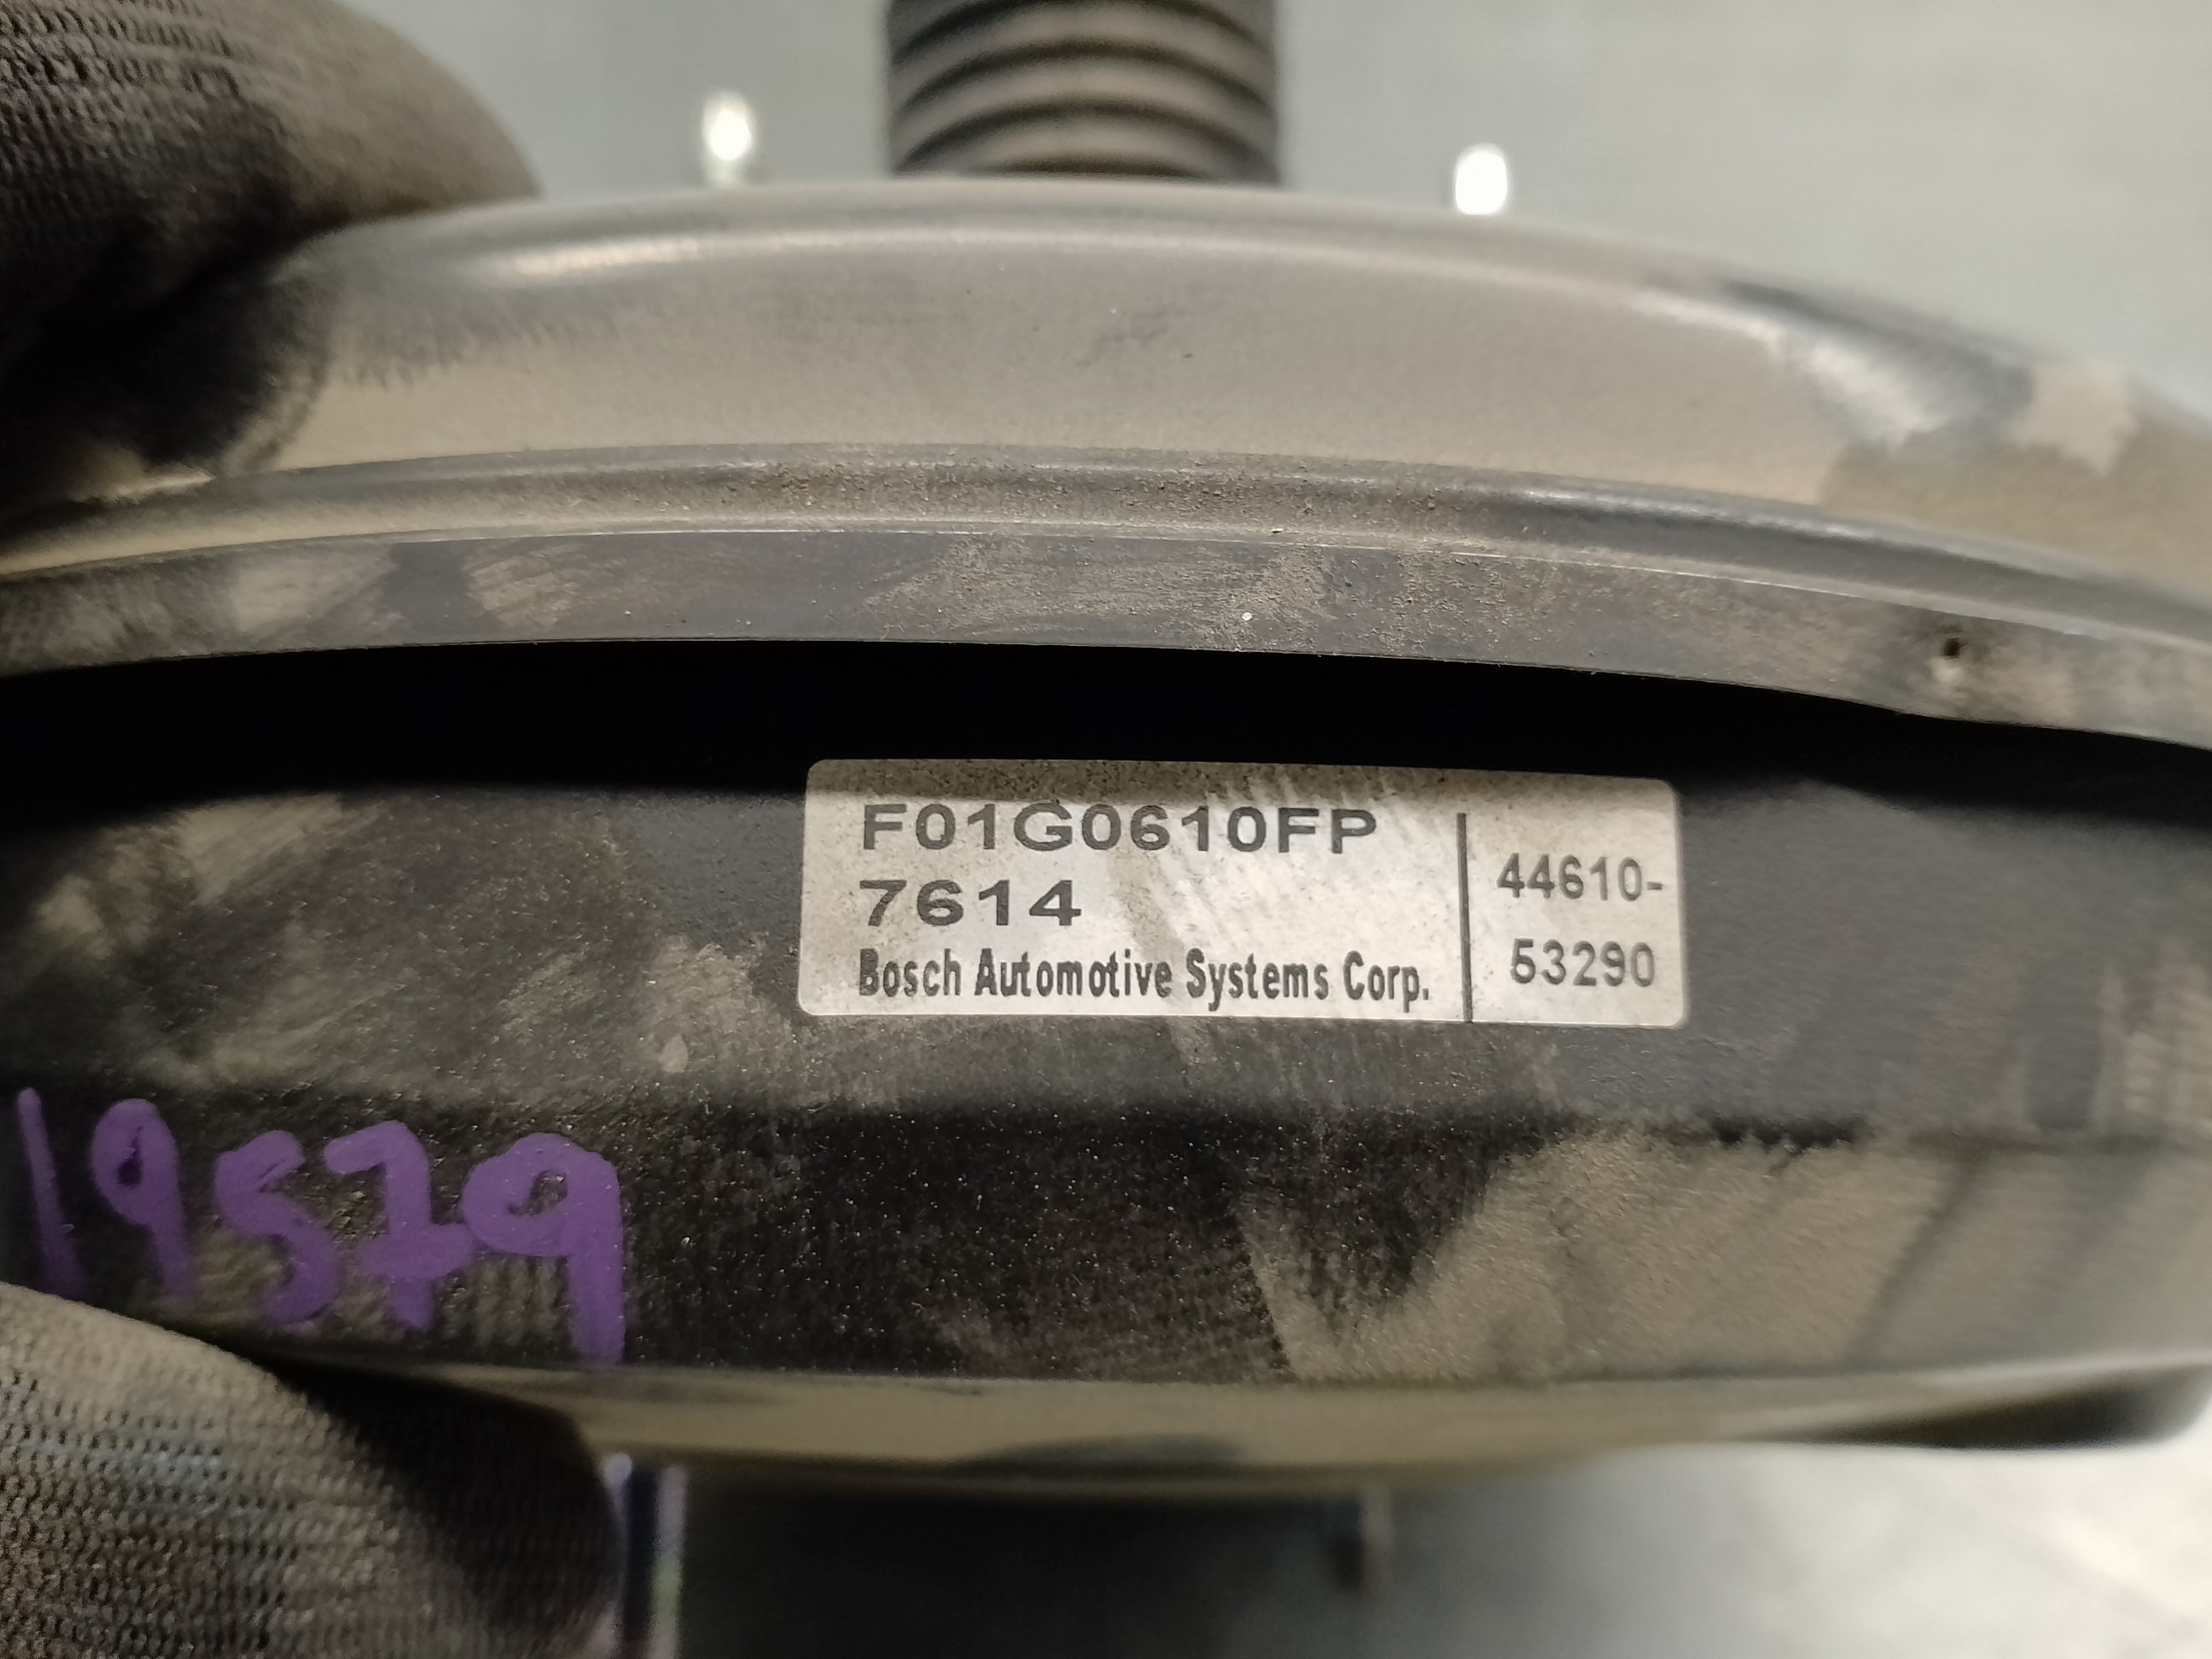 F01G0610FP
7614
Bosch Automotive Systems Corp.
44610-
53290
19579